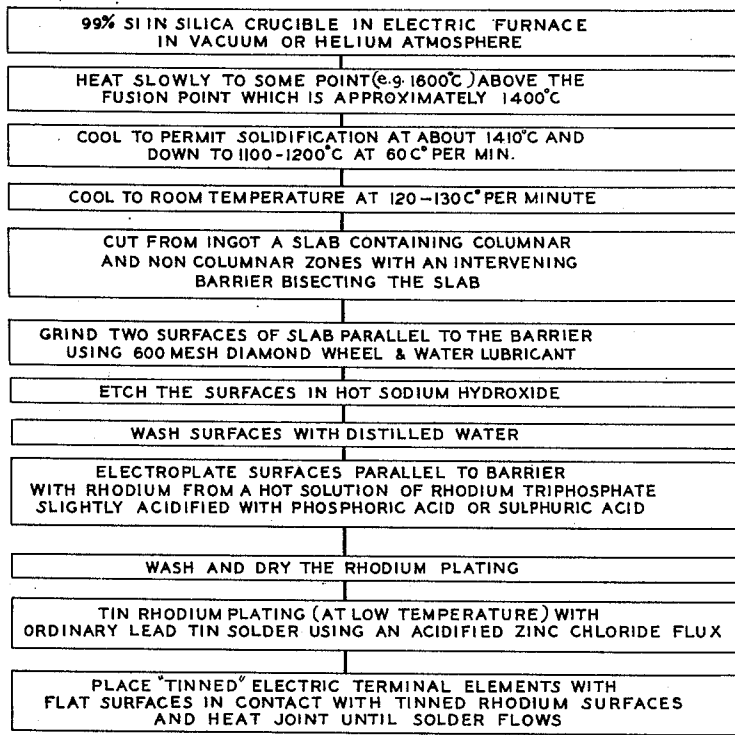 99% SI IN SILICA CRUCIBLE IN ELECTRIC FURNACE
IN VACUUM OR HELIUM ATMOSPHERE
HEAT SLOWLY TO SOME POINT (e.g. 1600°C) ABOVE THE
FUSION POINT WHICH IS APPROXIMATELY 1400°C
COOL TO PERMIT SOLIDIFICATION AT ABOUT 1410°C AND
DOWN TO 1100-1200°C AT 60 C° PER MIN.
COOL TO ROOM TEMPERATURE AT 120-130 C° PER MINUTE
CUT FROM INGOT A SLAB CONTAINING COLUMNAR
AND NON COLUMNAR ZONES WITH AN INTERVENING
BARRIER BISECTING THE SLAB
GRIND TWO SURFACES OF SLAB PARALLEL TO THE BARRIER
USING 600 MESH DIAMOND WHEEL & WATER LUBRICANT
ETCH THE SURFACES IN HOT SODIUM HYDROXIDE
WASH SURFACES WITH DISTILLED WATER
ELECTROPLATE SURFACES PARALLEL TO BARRIER
WITH RHODIUM FROM A HOT SOLUTION OF RHODIUM TRIPHOSPHATE
SLIGHTLY ACIDIFIED WITH PHOSPHORIC ACID OR SULPHURIC ACID
WASH AND DRY THE RHODIUM PLATING
TIN RHODIUM PLATING (AT LOW TEMPERATURE) WITH
ORDINARY LEAD TIN SOLDER USING AN ACIDIFIED ZINC CHLORIDE FLUX
PLACE "TINNED" ELECTRIC TERMINAL ELEMENTS WITH
FLAT SURFACES IN CONTACT WITH TINNED RHODIUM SURFACES
AND HEAT JOINT UNTIL SOLDER FLOWS